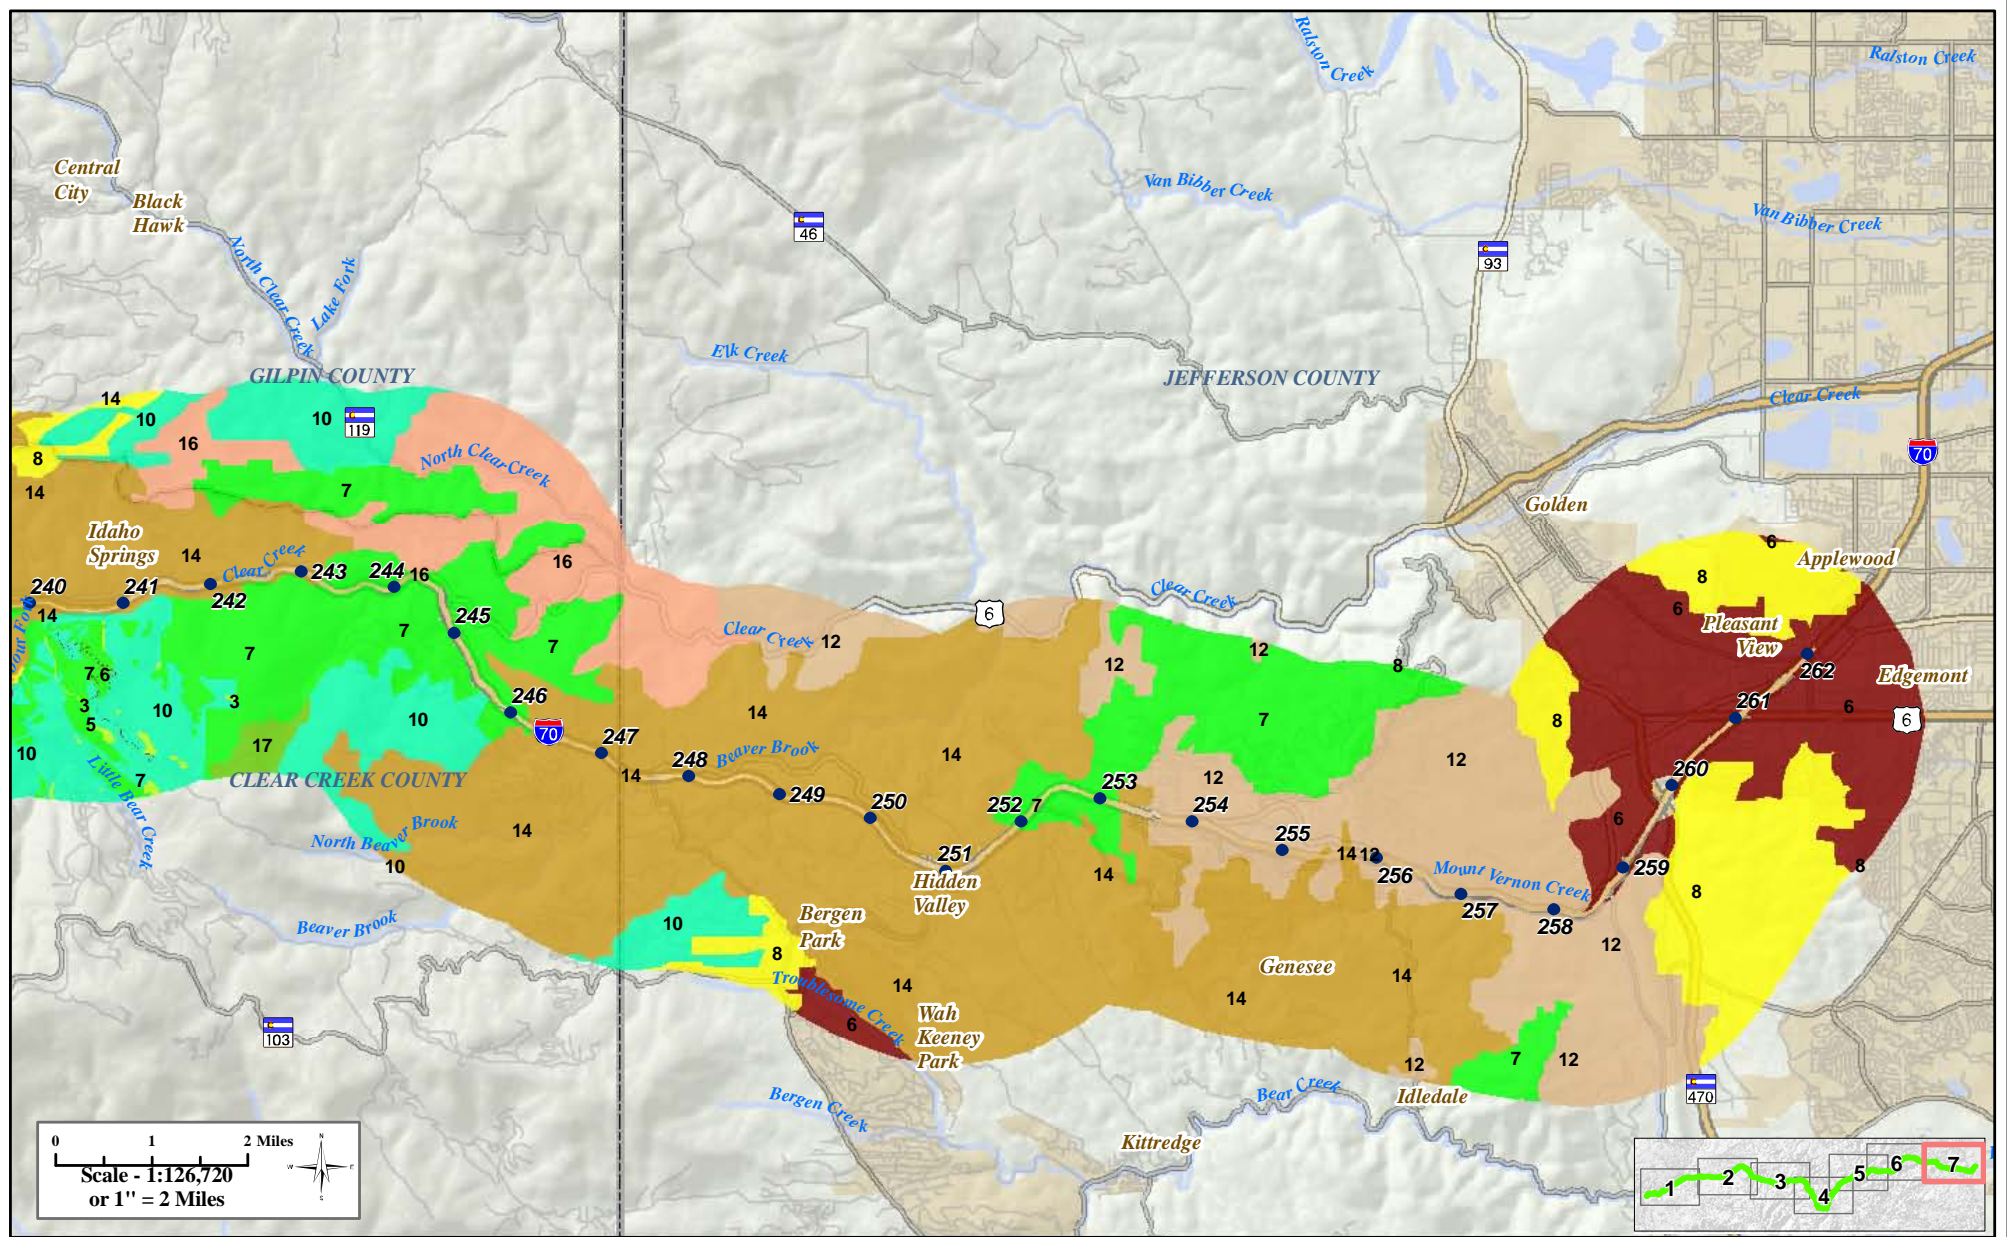 Ralston
Creek
Ralston Creek
Central
City
Black
Hawk
Van Bibber Creek
Van Bibber Creek
46
93
North Clear Creek
Lake Fork
Elk Creek
GILPIN COUNTY
JEFFERSON COUNTY
Clear Creek
14
10
16
10
119
8
14
North Clear Creek
7
70
Golden
Idaho
Springs
14
Clear Creek
240
241
242
243
244
16
16
245
14
7
7
7
7
6
3
5
10
3
10
17
10
7
Little Bear Creek
CLEAR CREEK COUNTY
246
70
247
14
248
Beaver Brook
249
250
14
14
14
Clear Creek
12
6
Clear Creek
12
12
8
7
12
12
251
Hidden
Valley
252
7
253
254
255
14
12
256
Mount Vernon Creek
257
258
259
260
261
262
6
8
6
Applewood
Pleasant
View
Edgemont
6
6
8
6
8
8
12
North Beaver Brook
10
Beaver Brook
10
8
Bergen
Park
Troublesome Creek
6
14
14
Wah
Keeney
Park
Genesee
14
14
12
7
12
Idledale
470
103
Bergen Creek
Bear Creek
Kittredge
0 1 2 Miles
Scale - 1:126,720
or 1" = 2 Miles
N
W E
S
1 2 3 4 5 6 7